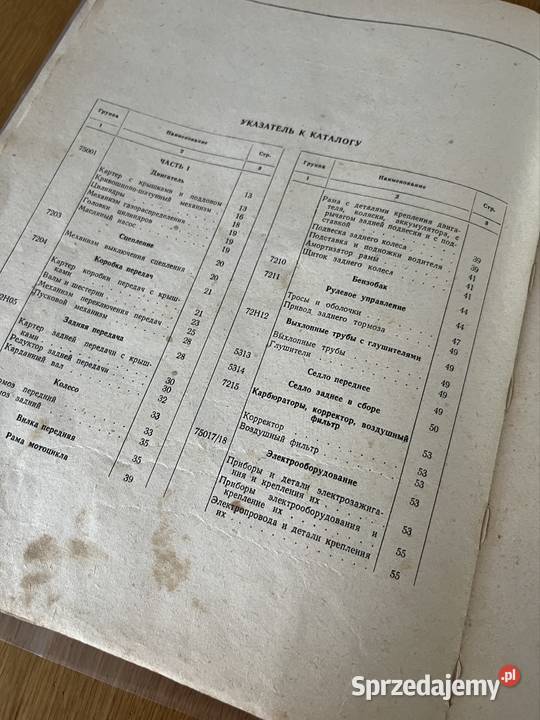 УКАЗАТЕЛЬ К КАТАЛОГУ
Группа Наименование Стр.
1 2 3
ЧАСТЬ I
75001 Двигатель
Картер с крышками и поддоном 13
Кривошипно-шатунный механизм 13
Цилиндры 16
Механизм газораспределения 18
Головки цилиндров 19
Масляный насос 19
7203 Сцепление 19
Механизм выключения сцепления 20
7204 Коробка передач 20
Картер коробки передач с крыш-
ками 21
Валы и шестерни 21
Механизм переключения передач 23
Пусковой механизм 25
72Н05 Задняя передача 28
Картер задней передачи с крыш-
ками 28
Редуктор задней передачи 30
Карданный вал 30
32
Колесо
передний 33
задний 33
Вилка передняя 35
Рама мотоцикла 35
39
Группа Наименование Стр.
1 2 3
Рама с деталями крепления двига-
теля, коляски, аккумулятора, с
рычагом задней подвески и с под-
ставкой 39
Подвеска заднего колеса 39
Подставка и подножки водителя 41
Амортизатор рамы 41
Щиток заднего колеса 41
7210 Бензобак 41
7211 Рулевое управление 44
Тросы и оболочки 44
Привод заднего тормоза 47
72Н12 Выхлопные трубы с глушителями 49
Выхлопные трубы 49
Глушители 49
5313 Седло переднее 49
5314 Седло заднее в сборе 49
7215 Карбюраторы, корректор, воздушный
фильтр 50
Корректор 53
Воздушный фильтр 53
75017/18 Электрооборудование 53
Приборы и детали электрозажига-
ния и крепления их 53
Приборы электрооборудования и
крепление их 55
Электропровода и детали крепления
их 55
Sprzedajemy.pl